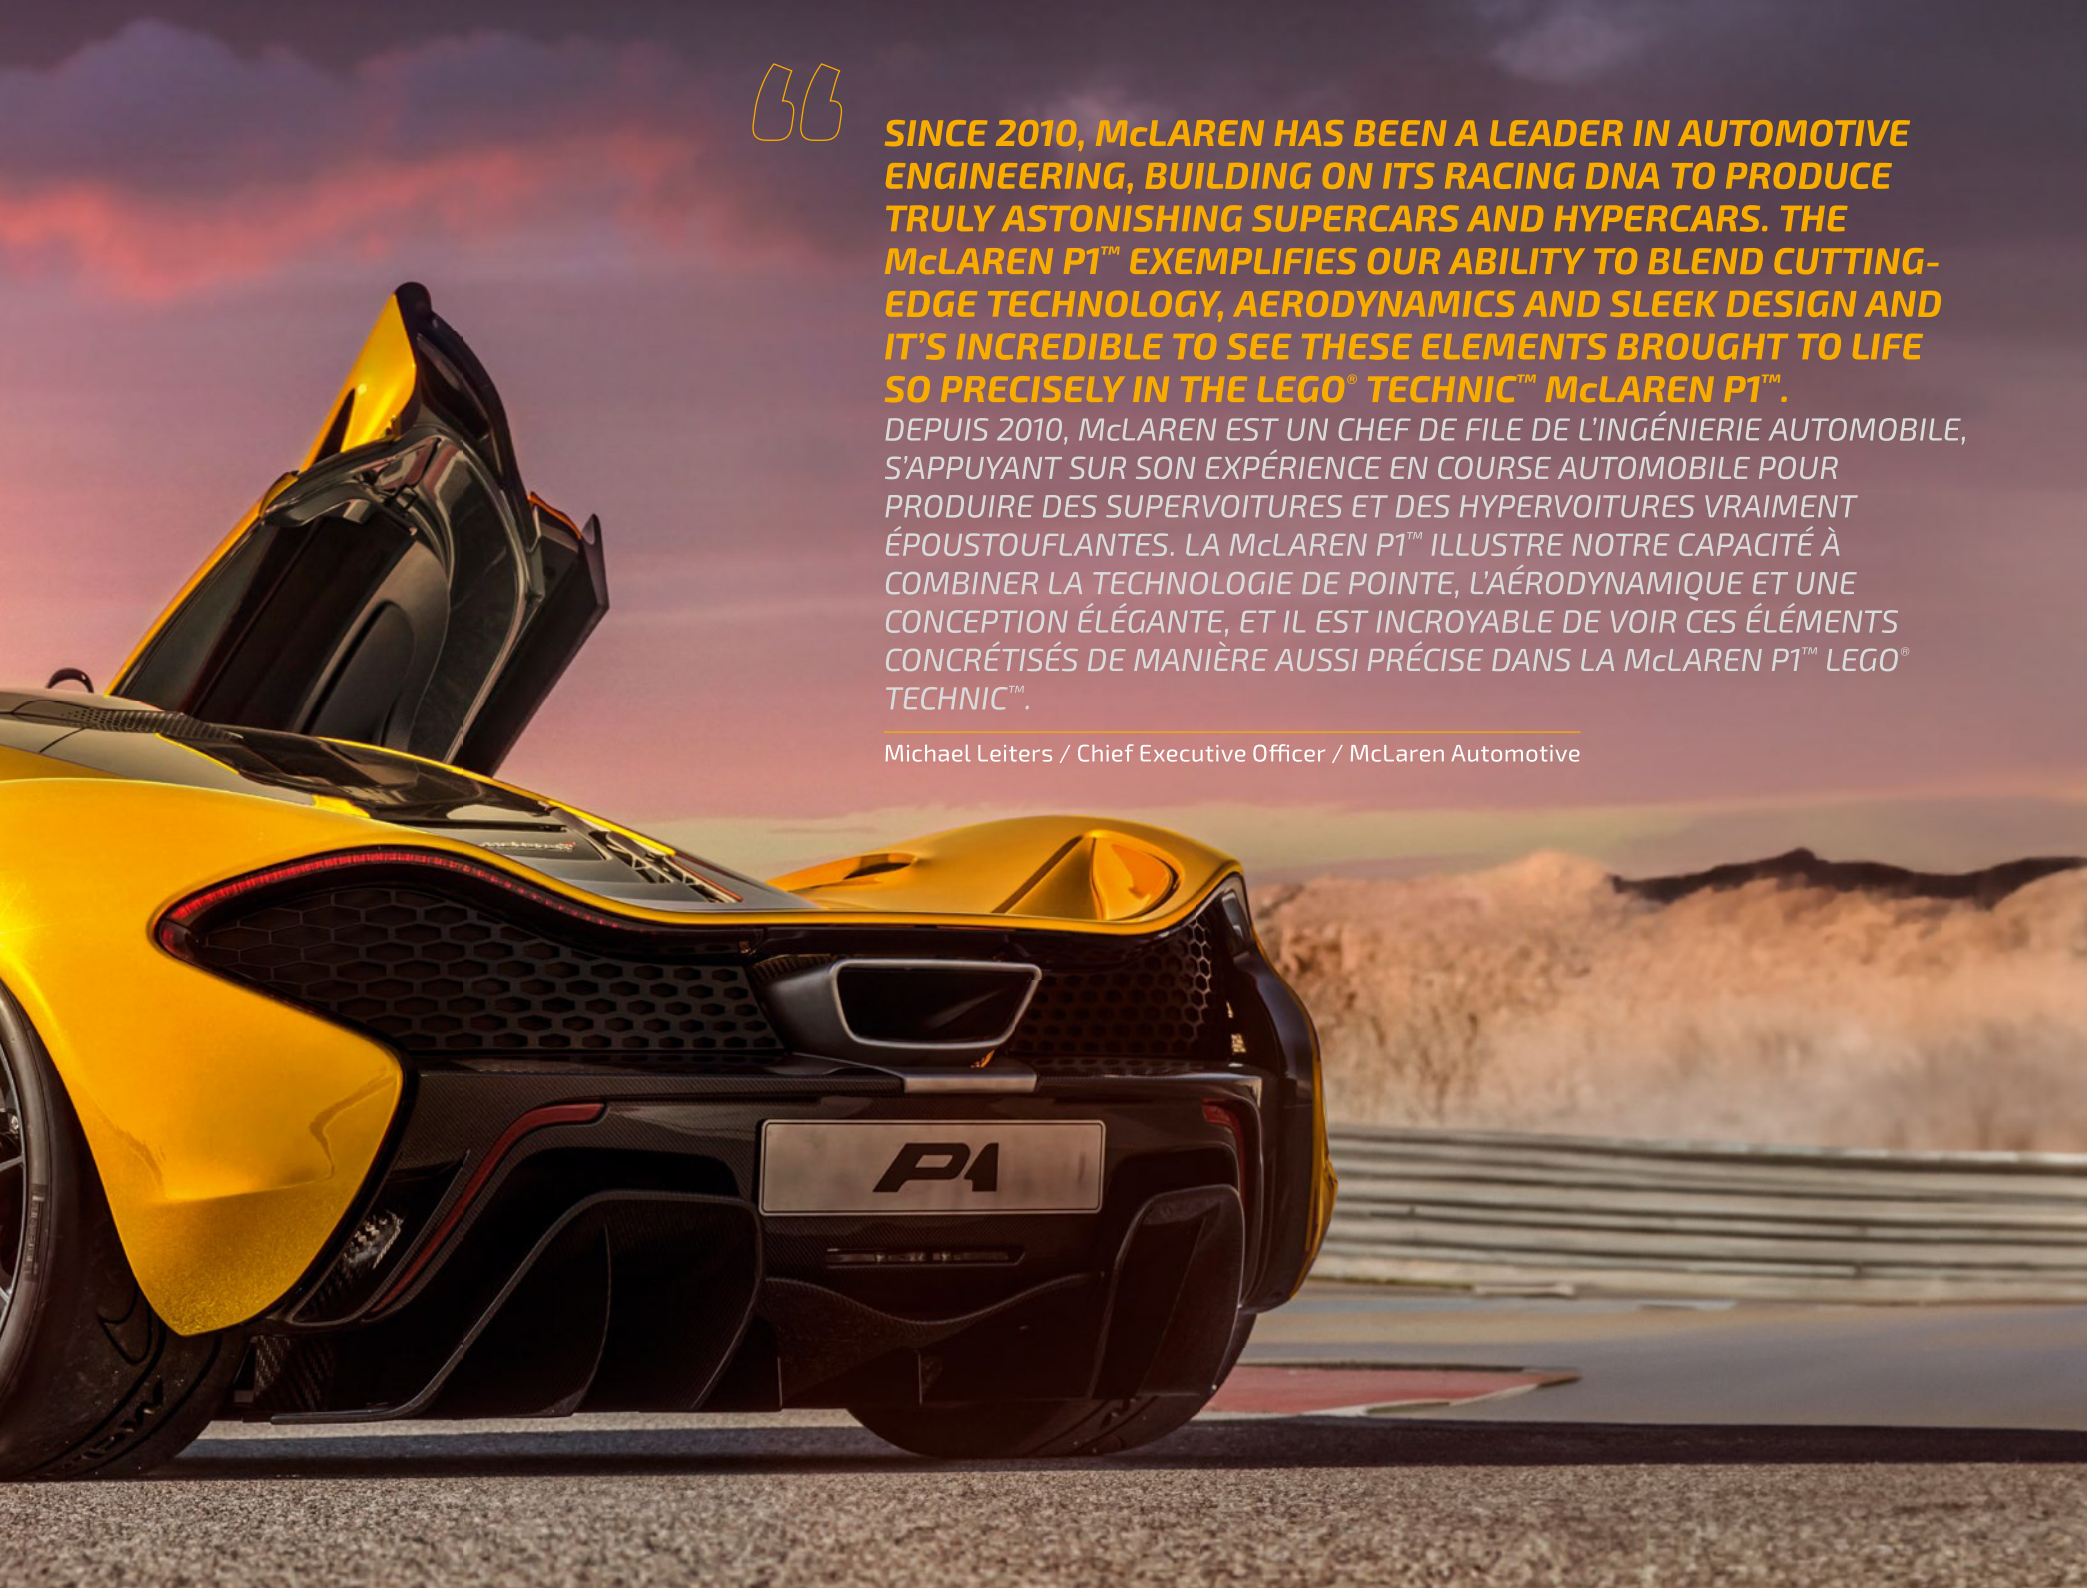 “
SINCE 2010, McLAREN HAS BEEN A LEADER IN AUTOMOTIVE
ENGINEERING, BUILDING ON ITS RACING DNA TO PRODUCE
TRULY ASTONISHING SUPERCARS AND HYPERCARS. THE
McLAREN P1™ EXEMPLIFIES OUR ABILITY TO BLEND CUTTING-
EDGE TECHNOLOGY, AERODYNAMICS AND SLEEK DESIGN AND
IT’S INCREDIBLE TO SEE THESE ELEMENTS BROUGHT TO LIFE
SO PRECISELY IN THE LEGO® TECHNIC™ McLAREN P1™.
DEPUIS 2010, McLAREN EST UN CHEF DE FILE DE L’INGÉNIERIE AUTOMOBILE,
S’APPUYANT SUR SON EXPÉRIENCE EN COURSE AUTOMOBILE POUR
PRODUIRE DES SUPERVOITURES ET DES HYPERVOITURES VRAIMENT
ÉPOUSTOUFLANTES. LA McLAREN P1™ ILLUSTRE NOTRE CAPACITÉ À
COMBINER LA TECHNOLOGIE DE POINTE, L’AÉRODYNAMIQUE ET UNE
CONCEPTION ÉLÉGANTE, ET IL EST INCROYABLE DE VOIR CES ÉLÉMENTS
CONCRÉTISÉS DE MANIÈRE AUSSI PRÉCISE DANS LA McLAREN P1™ LEGO®
TECHNIC™.
Michael Leiters / Chief Executive Officer / McLaren Automotive
P1